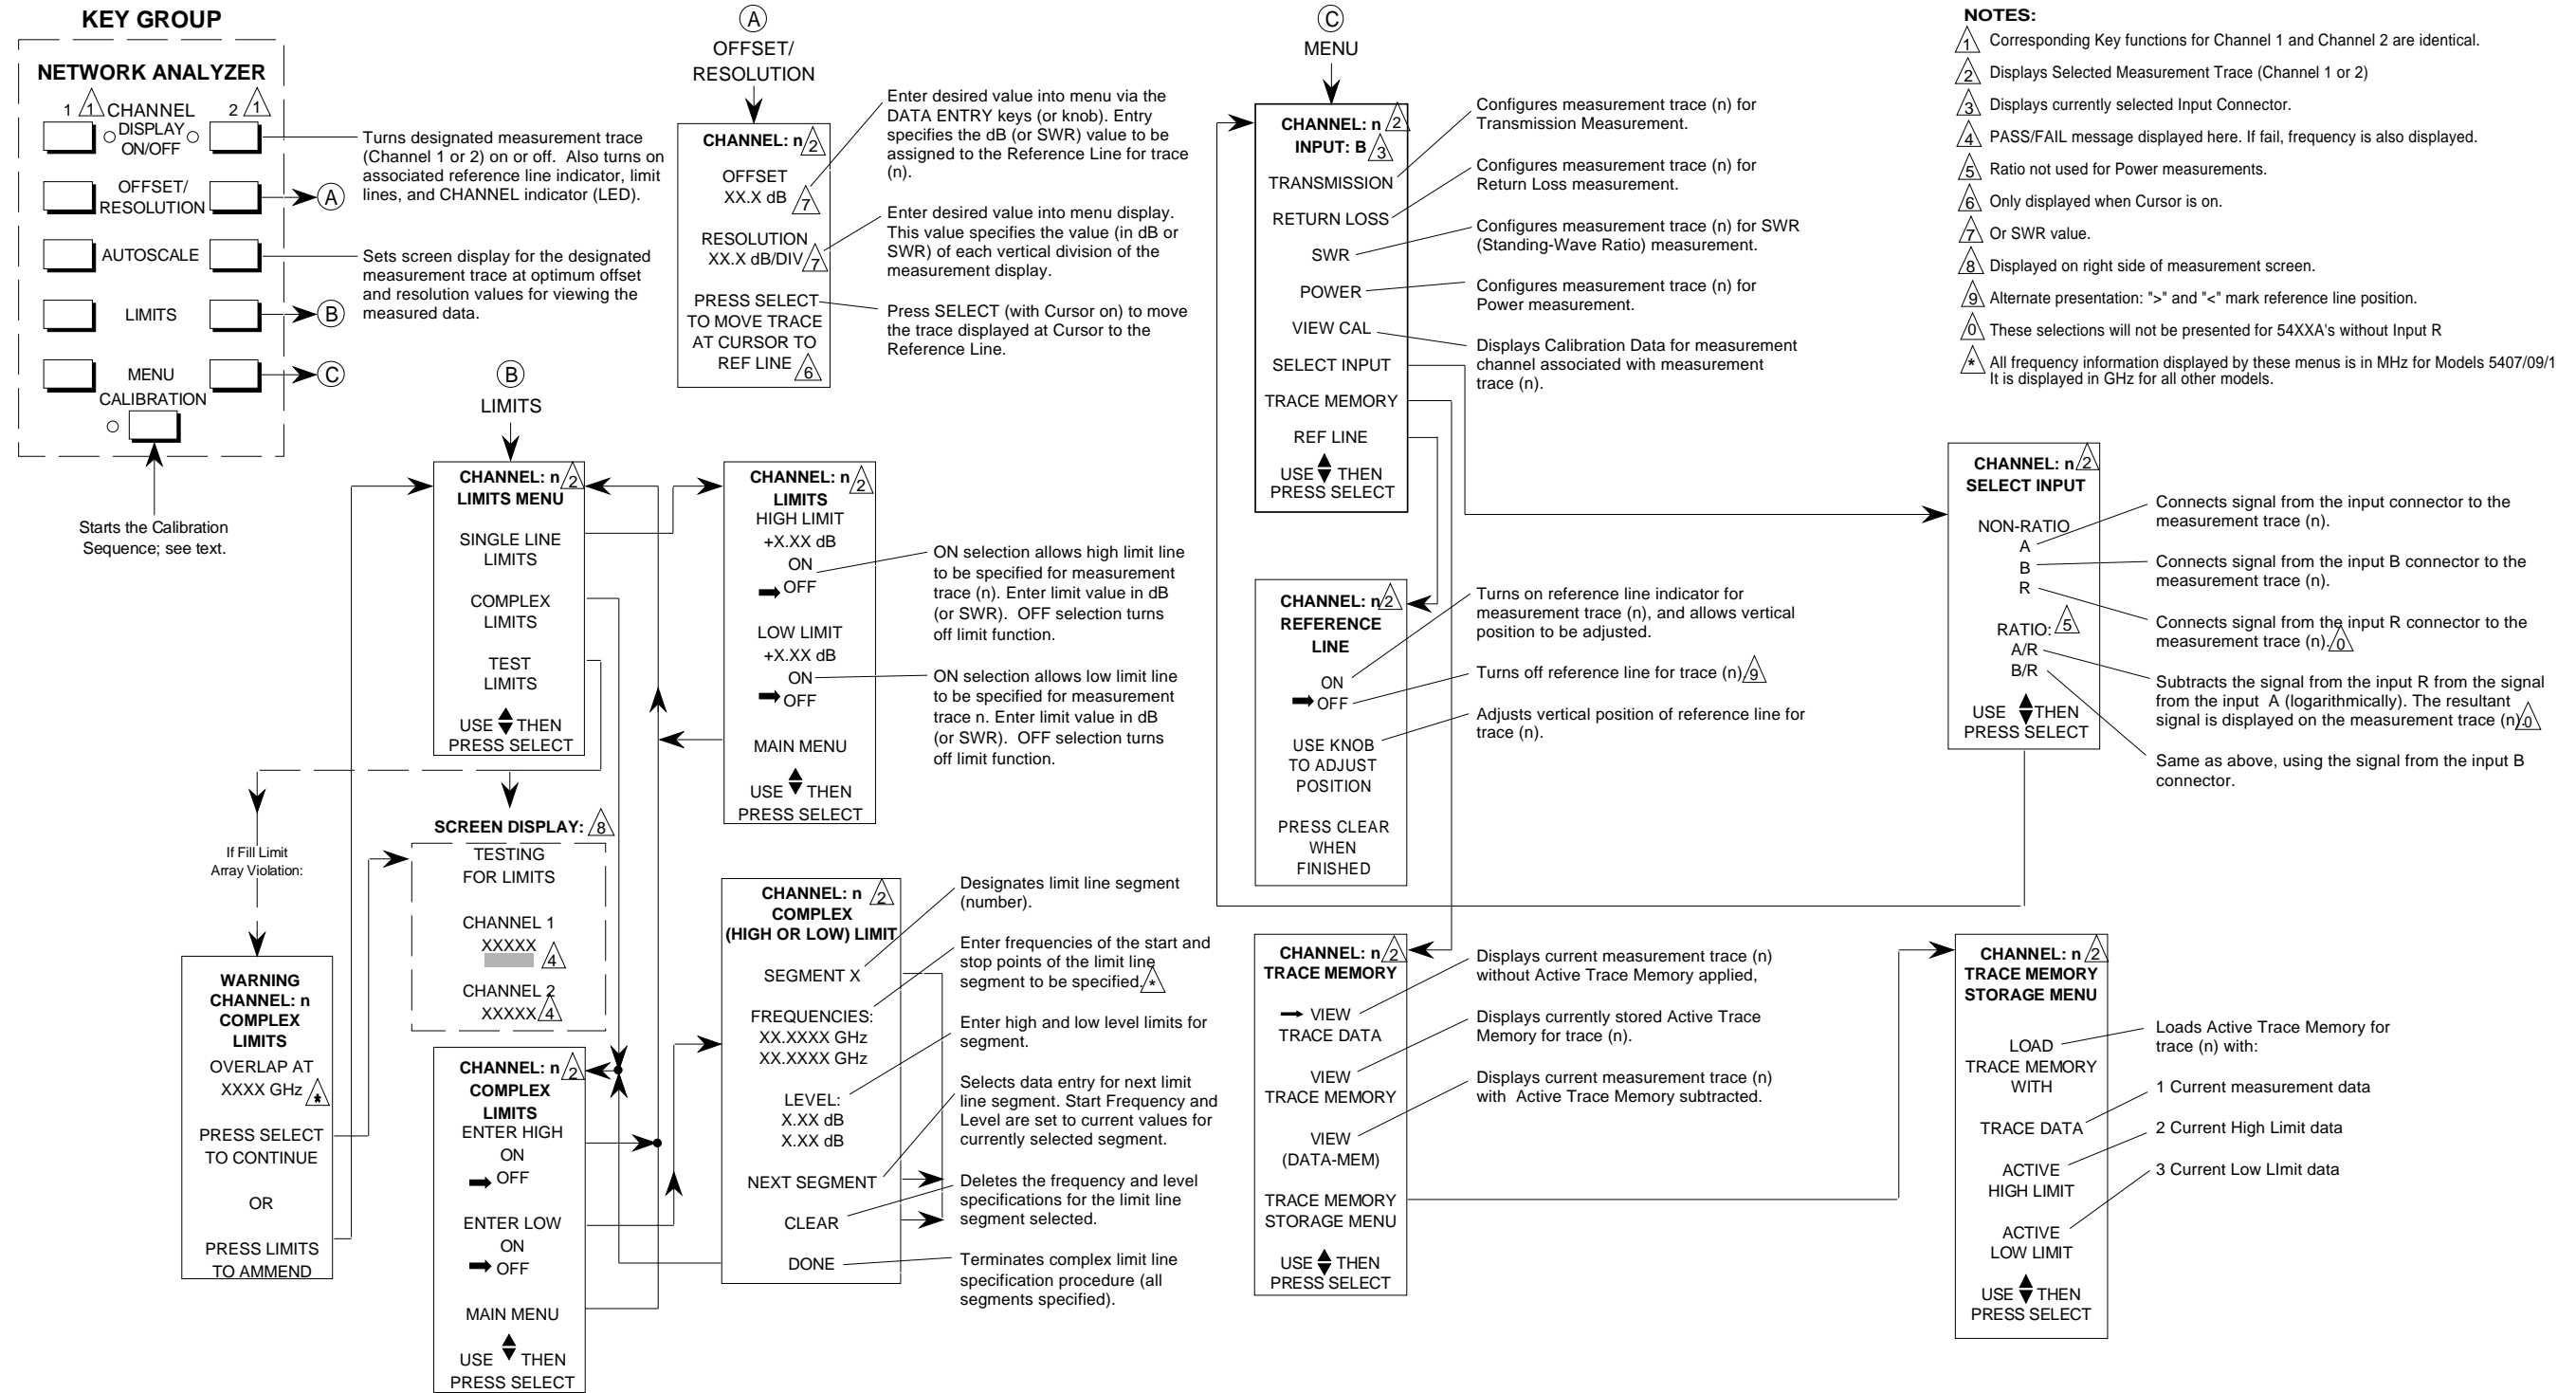 KEY GROUP
NETWORK ANALYZER
1 1 CHANNEL 2 1
DISPLAY
ON/OFF
OFFSET/
RESOLUTION
A
AUTOSCALE
LIMITS
B
MENU
C
CALIBRATION
Turns designated measurement trace
(Channel 1 or 2) on or off. Also turns on
associated reference line indicator, limit
lines, and CHANNEL indicator (LED).
Sets screen display for the designated
measurement trace at optimum offset
and resolution values for viewing the
measured data.
Starts the Calibration
Sequence; see text.
A
OFFSET/
RESOLUTION
CHANNEL: n 2
OFFSET
XX.X dB 7
RESOLUTION
XX.X dB/DIV 7
PRESS SELECT
TO MOVE TRACE
AT CURSOR TO
REF LINE 6
Enter desired value into menu via the
DATA ENTRY keys (or knob). Entry
specifies the dB (or SWR) value to be
assigned to the Reference Line for trace
(n).
Enter desired value into menu display.
This value specifies the value (in dB or
SWR) of each vertical division of the
measurement display.
Press SELECT (with Cursor on) to move
the trace displayed at Cursor to the
Reference Line.
B
LIMITS
CHANNEL: n 2
LIMITS MENU
SINGLE LINE
LIMITS
COMPLEX
LIMITS
TEST
LIMITS
USE THEN
PRESS SELECT
CHANNEL: n 2
LIMITS
HIGH LIMIT
+X.XX dB
ON
OFF
LOW LIMIT
+X.XX dB
ON
OFF
MAIN MENU
USE THEN
PRESS SELECT
ON selection allows high limit line
to be specified for measurement
trace (n). Enter limit value in dB
(or SWR). OFF selection turns
off limit function.
ON selection allows low limit line
to be specified for measurement
trace n. Enter limit value in dB
(or SWR). OFF selection turns
off limit function.
If Fill Limit
Array Violation:
SCREEN DISPLAY: 8
TESTING
FOR LIMITS
CHANNEL 1
XXXXX
4
CHANNEL 2
XXXXX 4
WARNING
CHANNEL: n
COMPLEX
LIMITS
OVERLAP AT
XXXX GHz *
PRESS SELECT
TO CONTINUE
OR
PRESS LIMITS
TO AMMEND
CHANNEL: n 2
COMPLEX
LIMITS
ENTER HIGH
ON
OFF
ENTER LOW
ON
OFF
MAIN MENU
USE THEN
PRESS SELECT
CHANNEL: n 2
COMPLEX
(HIGH OR LOW) LIMIT
SEGMENT X
FREQUENCIES:
XX.XXXX GHz
XX.XXXX GHz
LEVEL:
X.XX dB
X.XX dB
NEXT SEGMENT
CLEAR
DONE
Designates limit line segment
(number).
Enter frequencies of the start and
stop points of the limit line
segment to be specified. *
Enter high and low level limits for
segment.
Selects data entry for next limit
line segment. Start Frequency and
Level are set to current values for
currently selected segment.
Deletes the frequency and level
specifications for the limit line
segment selected.
Terminates complex limit line
specification procedure (all
segments specified).
C
MENU
CHANNEL: n 2
INPUT: B 3
TRANSMISSION
RETURN LOSS
SWR
POWER
VIEW CAL
SELECT INPUT
TRACE MEMORY
REF LINE
USE THEN
PRESS SELECT
Configures measurement trace (n) for
Transmission Measurement.
Configures measurement trace (n) for
Return Loss measurement.
Configures measurement trace (n) for SWR
(Standing-Wave Ratio) measurement.
Configures measurement trace (n) for
Power measurement.
Displays Calibration Data for measurement
channel associated with measurement
trace (n).
CHANNEL: n 2
REFERENCE
LINE
ON
OFF
USE KNOB
TO ADJUST
POSITION
PRESS CLEAR
WHEN
FINISHED
Turns on reference line indicator for
measurement trace (n), and allows vertical
position to be adjusted.
Turns off reference line for trace (n). 9
Adjusts vertical position of reference line for
trace (n).
CHANNEL: n 2
TRACE MEMORY
VIEW
TRACE DATA
VIEW
TRACE MEMORY
VIEW
(DATA-MEM)
TRACE MEMORY
STORAGE MENU
USE THEN
PRESS SELECT
Displays current measurement trace (n)
without Active Trace Memory applied,
Displays currently stored Active Trace
Memory for trace (n).
Displays current measurement trace (n)
with Active Trace Memory subtracted.
NOTES:
1 Corresponding Key functions for Channel 1 and Channel 2 are identical.
2 Displays Selected Measurement Trace (Channel 1 or 2)
3 Displays currently selected Input Connector.
4 PASS/FAIL message displayed here. If fail, frequency is also displayed.
5 Ratio not used for Power measurements.
6 Only displayed when Cursor is on.
7 Or SWR value.
8 Displayed on right side of measurement screen.
9 Alternate presentation: ">" and "<" mark reference line position.
0 These selections will not be presented for 54XXA's without Input R
* All frequency information displayed by these menus is in MHz for Models 5407/09/1
It is displayed in GHz for all other models.
CHANNEL: n 2
SELECT INPUT
NON-RATIO
A
B
R
RATIO: 5
A/R
B/R
USE THEN
PRESS SELECT
Connects signal from the input connector to the
measurement trace (n).
Connects signal from the input B connector to the
measurement trace (n).
Connects signal from the input R connector to the
measurement trace (n). 0
Subtracts the signal from the input R from the signal
from the input A (logarithmically). The resultant
signal is displayed on the measurement trace (n). 0
Same as above, using the signal from the input B
connector.
CHANNEL: n 2
TRACE MEMORY
STORAGE MENU
LOAD
TRACE MEMORY
WITH
TRACE DATA
ACTIVE
HIGH LIMIT
ACTIVE
LOW LIMIT
USE THEN
PRESS SELECT
Loads Active Trace Memory for
trace (n) with:
1 Current measurement data
2 Current High Limit data
3 Current Low LImit data